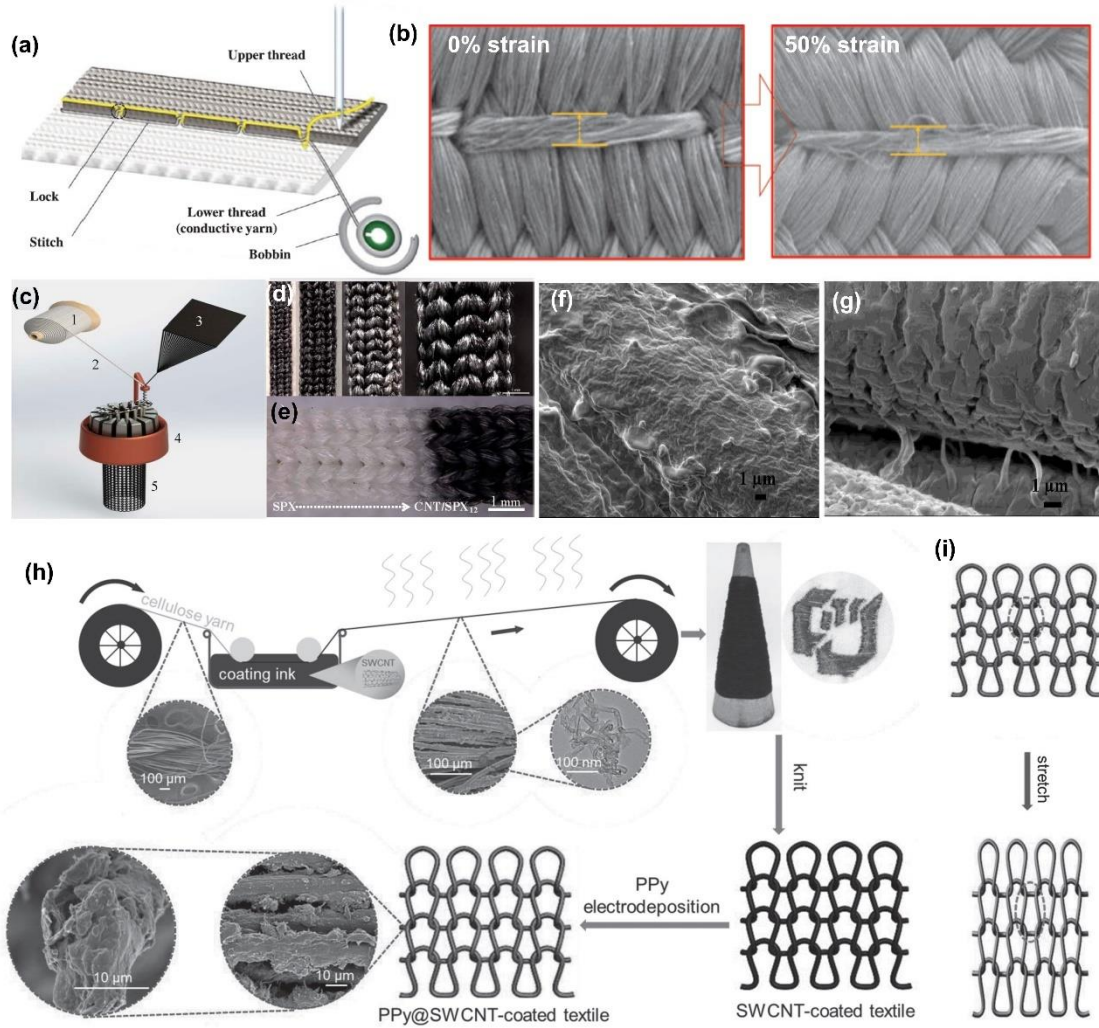 (a)
Upper thread
Lock
Stitch
Lower thread
(conductive yarn)
Bobbin
(b)
0% strain
50% strain
(c)
1
2
3
4
5
(d)
(e)
SPX
CNT/SPX₁₂
1 mm
(f)
1 µm
(g)
1 µm
(h)
cellulose yarn
coating ink
SWCNT
100 µm
100 µm
100 nm
knit
SWCNT-coated textile
PPy
electrodeposition
PPy@SWCNT-coated textile
10 µm
10 µm
(i)
stretch